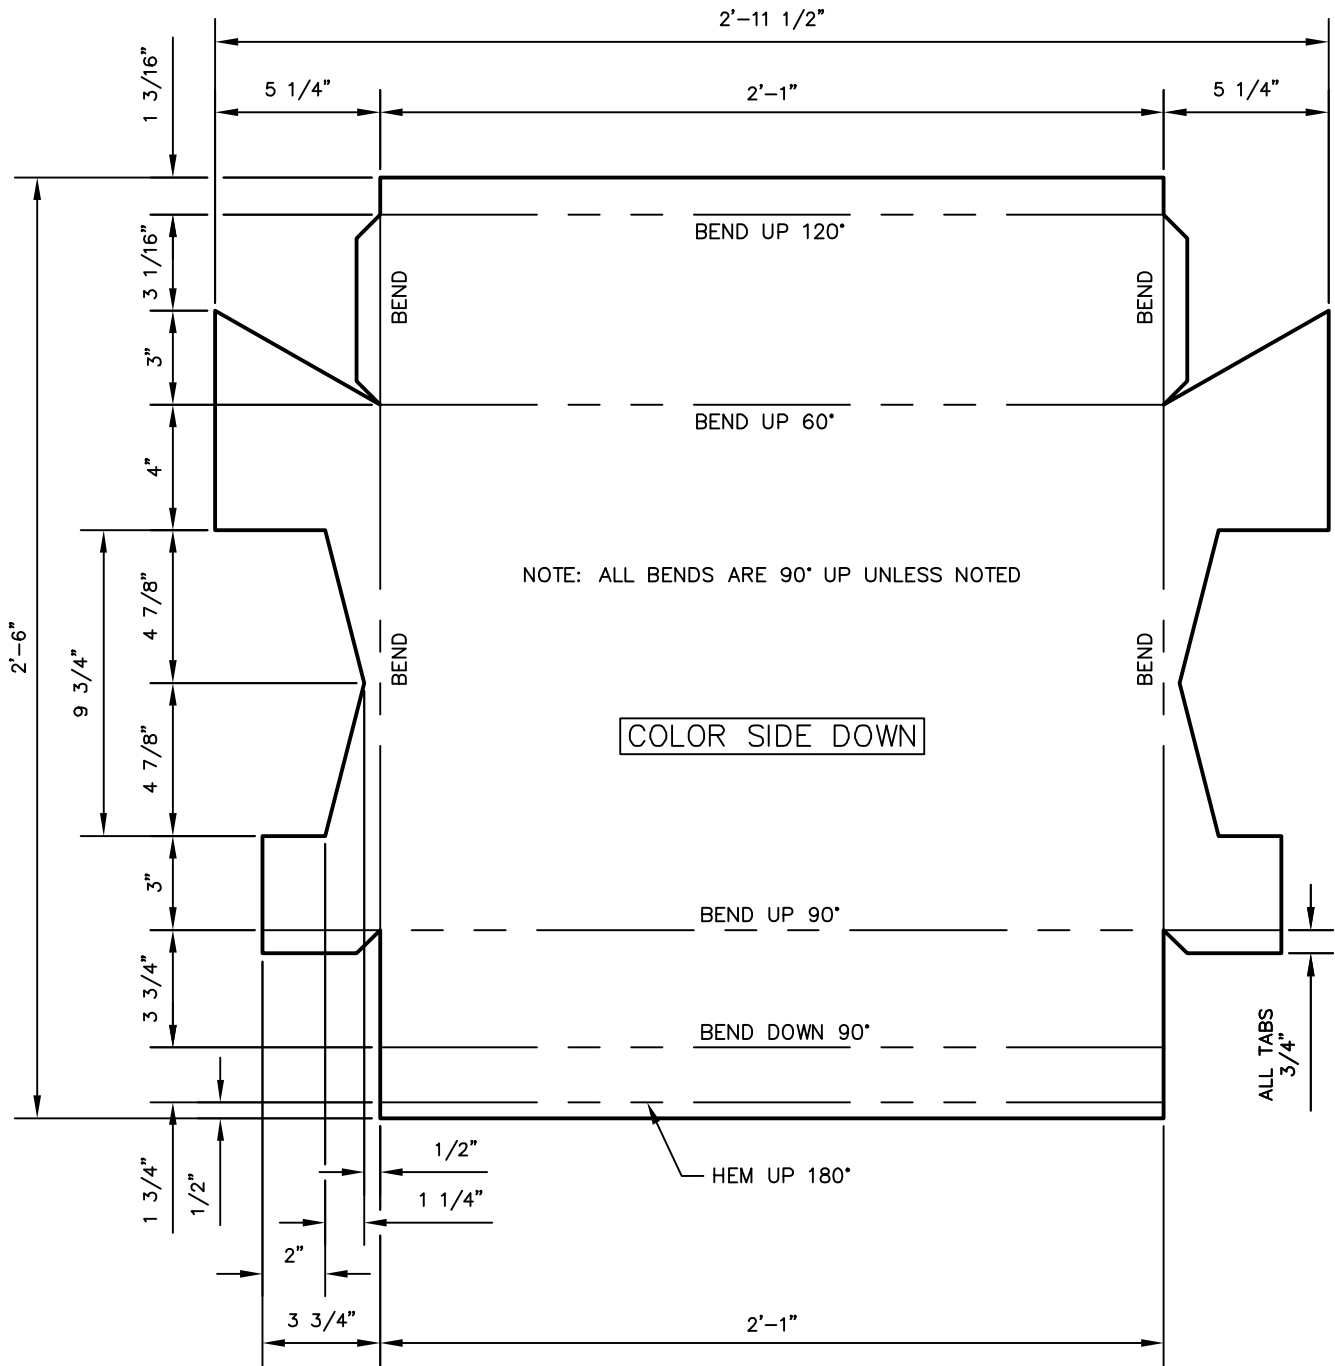 2'-11 1/2"
5 1/4"
2'-1"
5 1/4"
1 3/16"
3 1/16"
3"
4"
4 7/8"
4 7/8"
9 3/4"
2'-6"
3"
3 3/4"
1 3/4"
1/2"
BEND UP 120°
BEND
BEND
BEND UP 60°
NOTE: ALL BENDS ARE 90° UP UNLESS NOTED
BEND
BEND
COLOR SIDE DOWN
BEND UP 90°
BEND DOWN 90°
ALL TABS
3/4"
HEM UP 180°
1/2"
1 1/4"
2"
3 3/4"
2'-1"